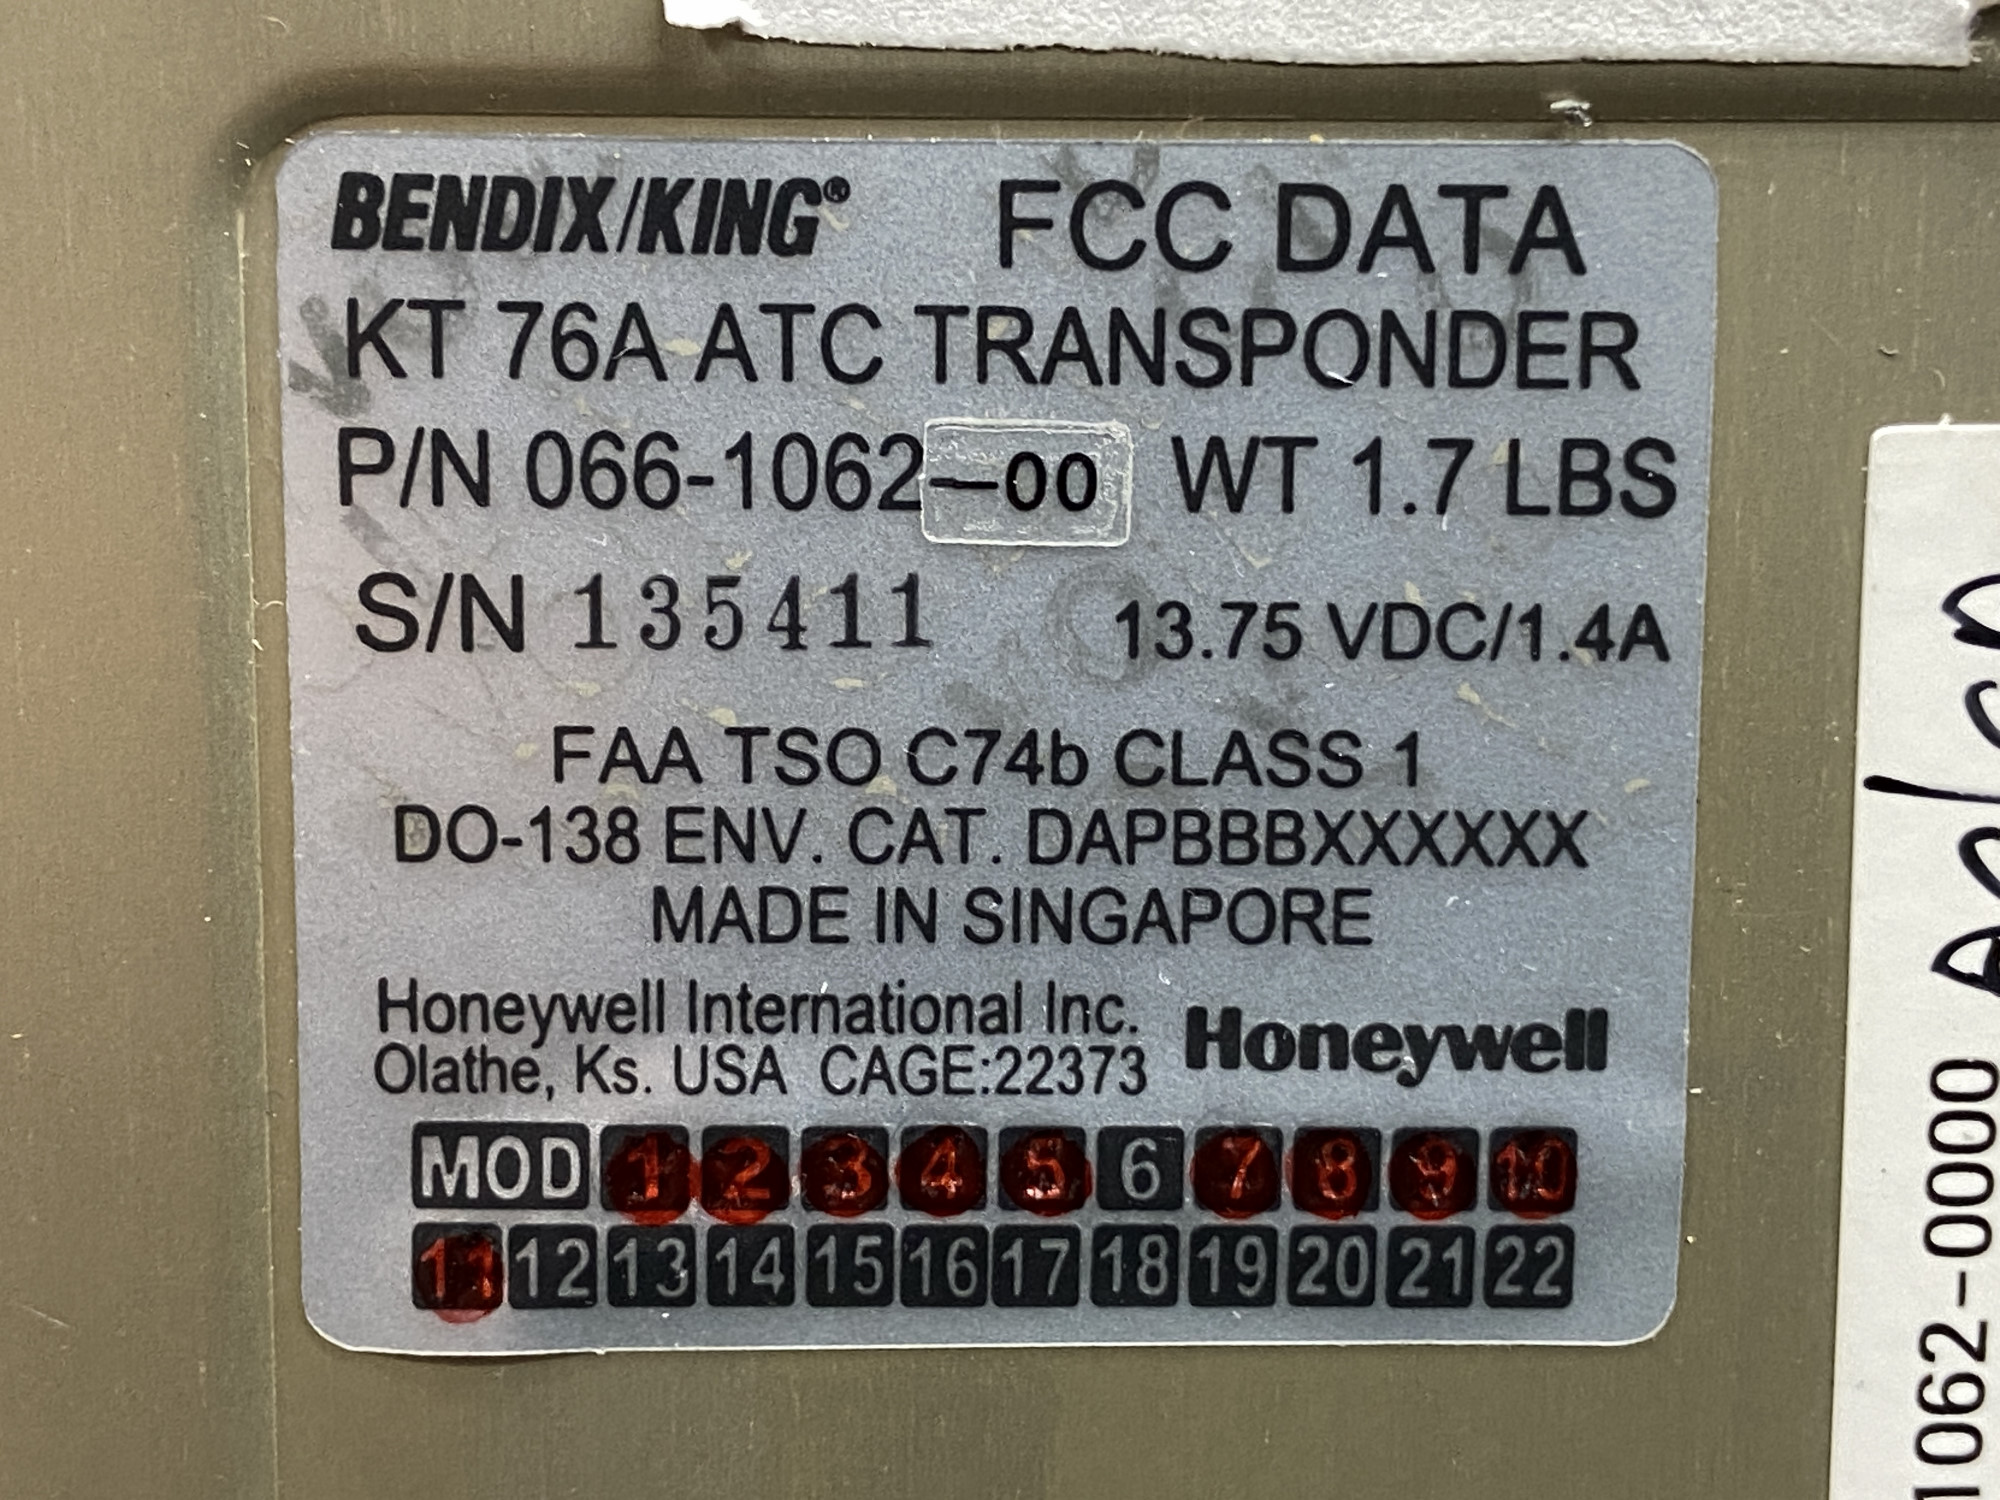 BENDIX/KING® FCC DATA
KT 76A ATC TRANSPONDER
P/N 066-1062-00 WT 1.7 LBS
S/N 135411 13.75 VDC/1.4A
FAA TSO C74b CLASS 1
DO-138 ENV. CAT. DAPBBBXXXXXX
MADE IN SINGAPORE
Honeywell International Inc.
Olathe, Ks. USA CAGE:22373
Honeywell
MOD 1 2 3 4 5 6 7 8 9 10
11 12 13 14 15 16 17 18 19 20 21 22
1062-0000